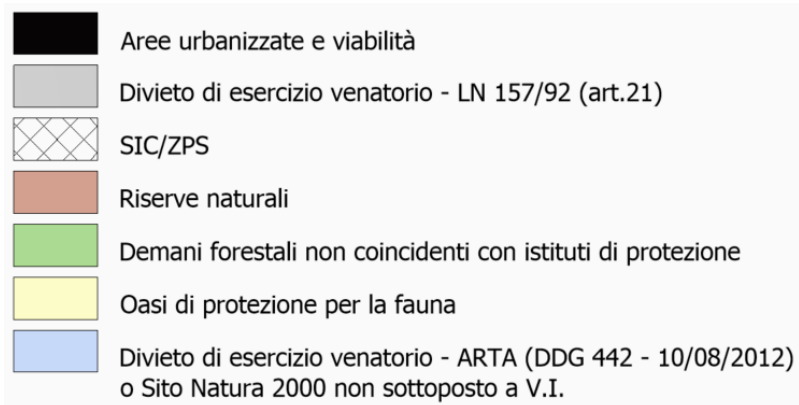 Aree urbanizzate e viabilità
Divieto di esercizio venatorio - LN 157/92 (art.21)
SIC/ZPS
Riserve naturali
Demani forestali non coincidenti con istituti di protezione
Oasi di protezione per la fauna
Divieto di esercizio venatorio - ARTA (DDG 442 - 10/08/2012)
o Sito Natura 2000 non sottoposto a V.I.